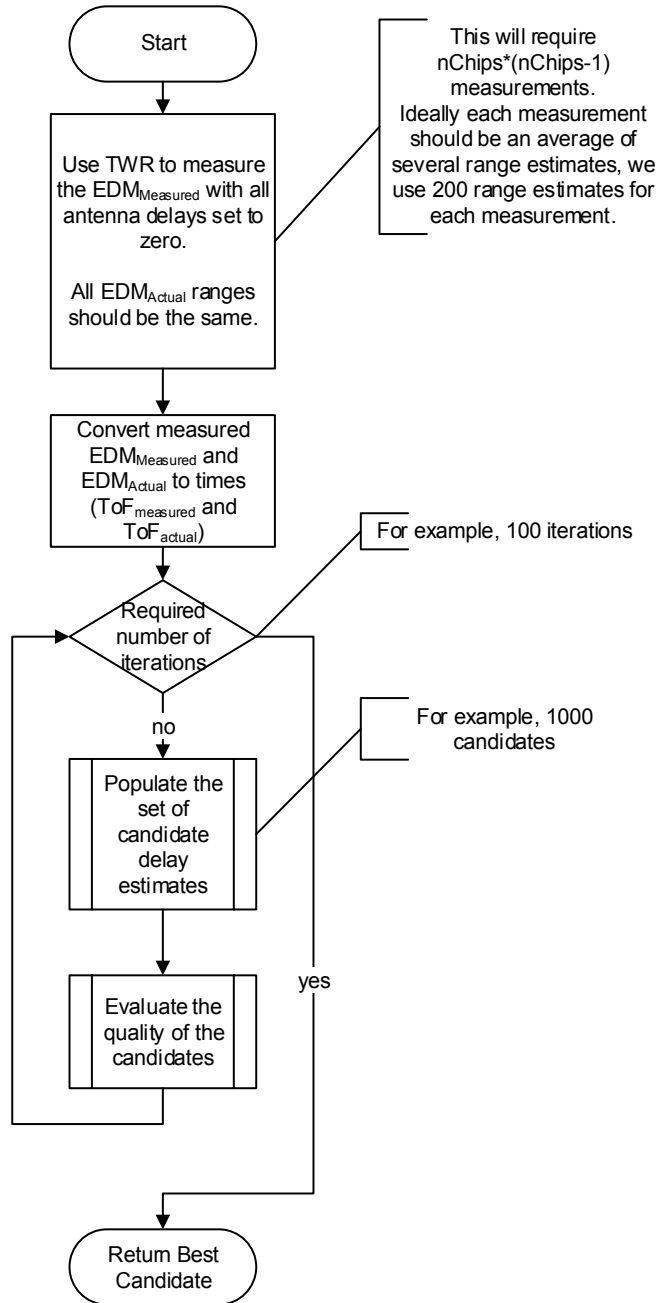 Start
This will require
nChips*(nChips-1)
measurements.
Ideally each measurement
should be an average of
several range estimates, we
use 200 range estimates for
each measurement.
Use TWR to measure
the EDMMeasured with all
antenna delays set to
zero.
All EDMActual ranges
should be the same.
Convert measured
EDMMeasured and
EDMActual to times
(ToFmeasured and
ToFactual)
For example, 100 iterations
Required
number of
iterations
no
For example, 1000
candidates
Populate the
set of
candidate
delay
estimates
yes
Evaluate the
quality of the
candidates
Return Best
Candidate